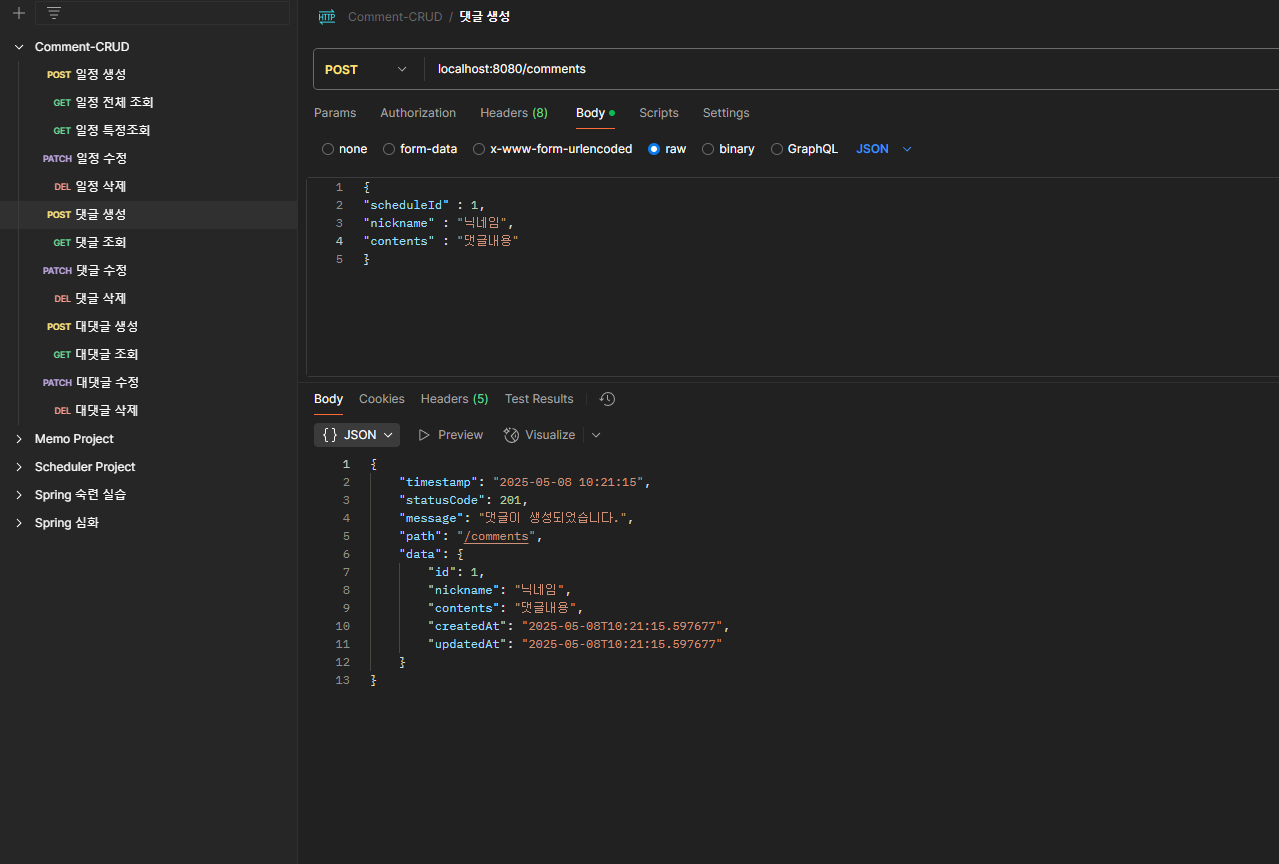 Comment-CRUD
POST 일정 생성
GET 일정 전체 조회
GET 일정 특정조회
PATCH 일정 수정
DEL 일정 삭제
POST 댓글 생성
GET 댓글 조회
PATCH 댓글 수정
DEL 댓글 삭제
POST 대댓글 생성
GET 대댓글 조회
PATCH 대댓글 수정
DEL 대댓글 삭제
Memo Project
Scheduler Project
Spring 숙련 실습
Spring 심화
HTTP Comment-CRUD / 댓글 생성
POST localhost:8080/comments
Params Authorization Headers (8) Body Scripts Settings
none form-data x-www-form-urlencoded raw binary GraphQL JSON
1 {
2 "scheduleId" : 1,
3 "nickname" : "닉네임",
4 "contents" : "댓글내용"
5 }
Body Cookies Headers (5) Test Results
{} JSON Preview Visualize
1 {
2 "timestamp": "2025-05-08 10:21:15",
3 "statusCode": 201,
4 "message": "댓글이 생성되었습니다.",
5 "path": "/comments",
6 "data": {
7 "id": 1,
8 "nickname": "닉네임",
9 "contents": "댓글내용",
10 "createdAt": "2025-05-08T10:21:15.597677",
11 "updatedAt": "2025-05-08T10:21:15.597677"
12 }
13 }